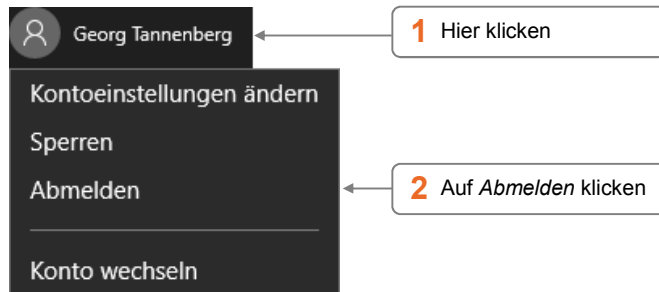 Georg Tannenberg
1 Hier klicken
Kontoeinstellungen ändern
Sperren
Abmelden
2 Auf Abmelden klicken
Konto wechseln